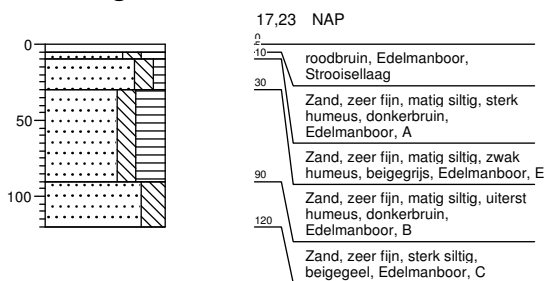 17,23 NAP
0
0
5
10
roodbruin, Edelmanboor,
Strooisellaag
30
Zand, zeer fijn, matig siltig, sterk
humeus, donkerbruin,
Edelmanboor, A
50
Zand, zeer fijn, matig siltig, zwak
humeus, beigegrijs, Edelmanboor, E
90
Zand, zeer fijn, matig siltig, uiterst
humeus, donkerbruin,
Edelmanboor, B
100
120
Zand, zeer fijn, sterk siltig,
beigegeel, Edelmanboor, C